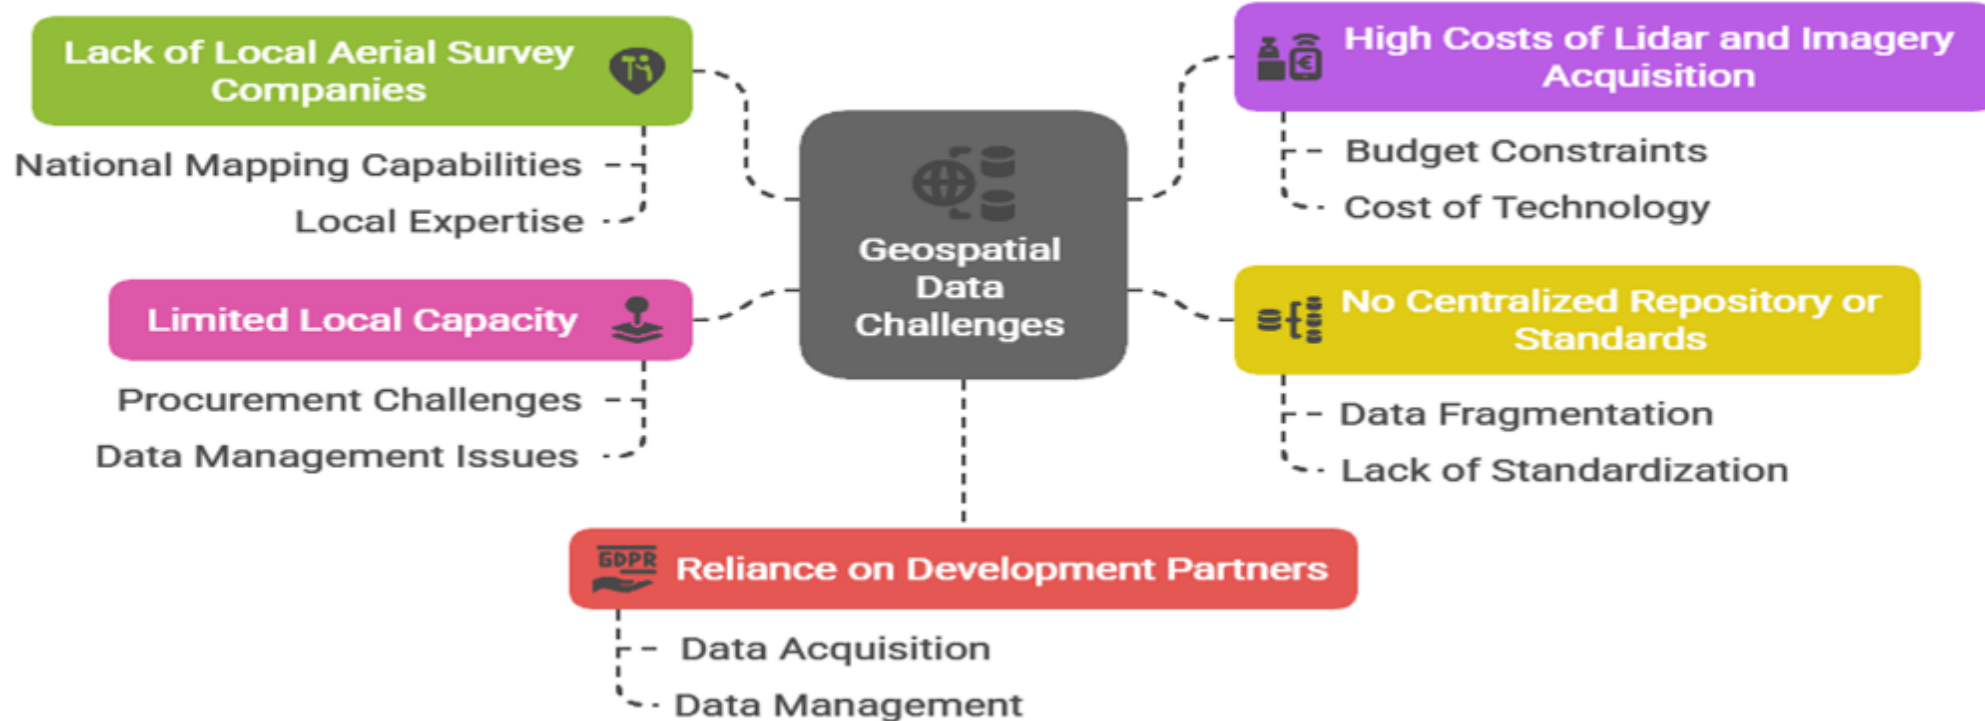 Lack of Local Aerial Survey
Companies
National Mapping Capabilities
Local Expertise
Limited Local Capacity
Procurement Challenges
Data Management Issues
Geospatial
Data
Challenges
High Costs of Lidar and Imagery
Acquisition
Budget Constraints
Cost of Technology
No Centralized Repository or
Standards
Data Fragmentation
Lack of Standardization
GDPR
Reliance on Development Partners
Data Acquisition
Data Management